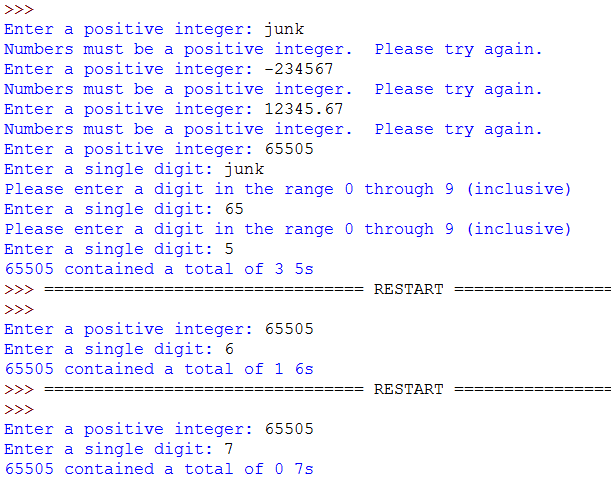 >>>
Enter a positive integer: junk
Numbers must be a positive integer.  Please try again.
Enter a positive integer: -234567
Numbers must be a positive integer.  Please try again.
Enter a positive integer: 12345.67
Numbers must be a positive integer.  Please try again.
Enter a positive integer: 65505
Enter a single digit: junk
Please enter a digit in the range 0 through 9 (inclusive)
Enter a single digit: 65
Please enter a digit in the range 0 through 9 (inclusive)
Enter a single digit: 5
65505 contained a total of 3 5s
>>> ================================ RESTART ================
>>>
Enter a positive integer: 65505
Enter a single digit: 6
65505 contained a total of 1 6s
>>> ================================ RESTART ================
>>>
Enter a positive integer: 65505
Enter a single digit: 7
65505 contained a total of 0 7s